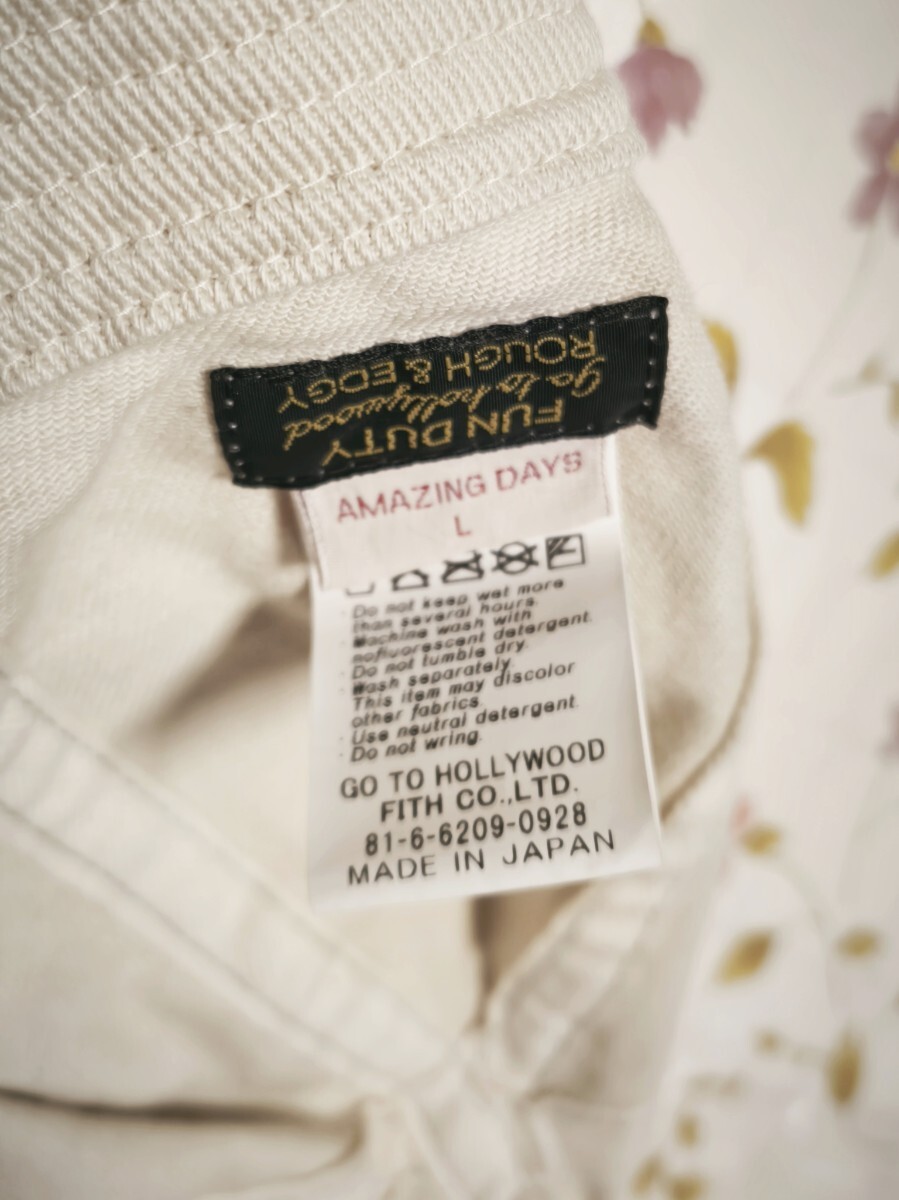 FUN DUTY
go to hollywood
ROUGH & EDGY
AMAZING DAYS
L
· Do not keep wet more
than several hours.
· Machine wash with
nofluorescent detergent.
· Do not tumble dry.
· Wash separately.
This item may discolor
other fabrics.
· Use neutral detergent.
· Do not wring.
GO TO HOLLYWOOD
FITH CO.,LTD.
81-6-6209-0928
MADE IN JAPAN